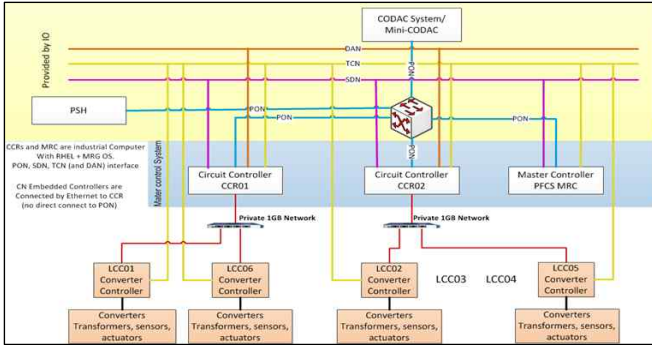 CODAC System/
Mini-CODAC
Provided by IO
DAN
TCN
SDN
PON
PSH
PON
PON
PON
PON
CCRs and MRC are industrial Computer
With RHEL + MRG OS.
PON, SDN, TCN (and DAN) interface
CN Embedded Controllers are
Connected by Ethernet to CCR
(no direct connect to PON)
Mater control System
Circuit Controller
CCR01
Circuit Controller
CCR02
Master Controller
PFCS MRC
Private 1GB Network
Private 1GB Network
LCC01
Converter
Controller
LCC06
Converter
Controller
LCC02
Converter
Controller
LCC03
LCC04
LCC05
Converter
Controller
Converters
Transformers, sensors,
actuators
Converters
Transformers, sensors,
actuators
Converters
Transformers, sensors,
actuators
Converters
Transformers, sensors,
actuators